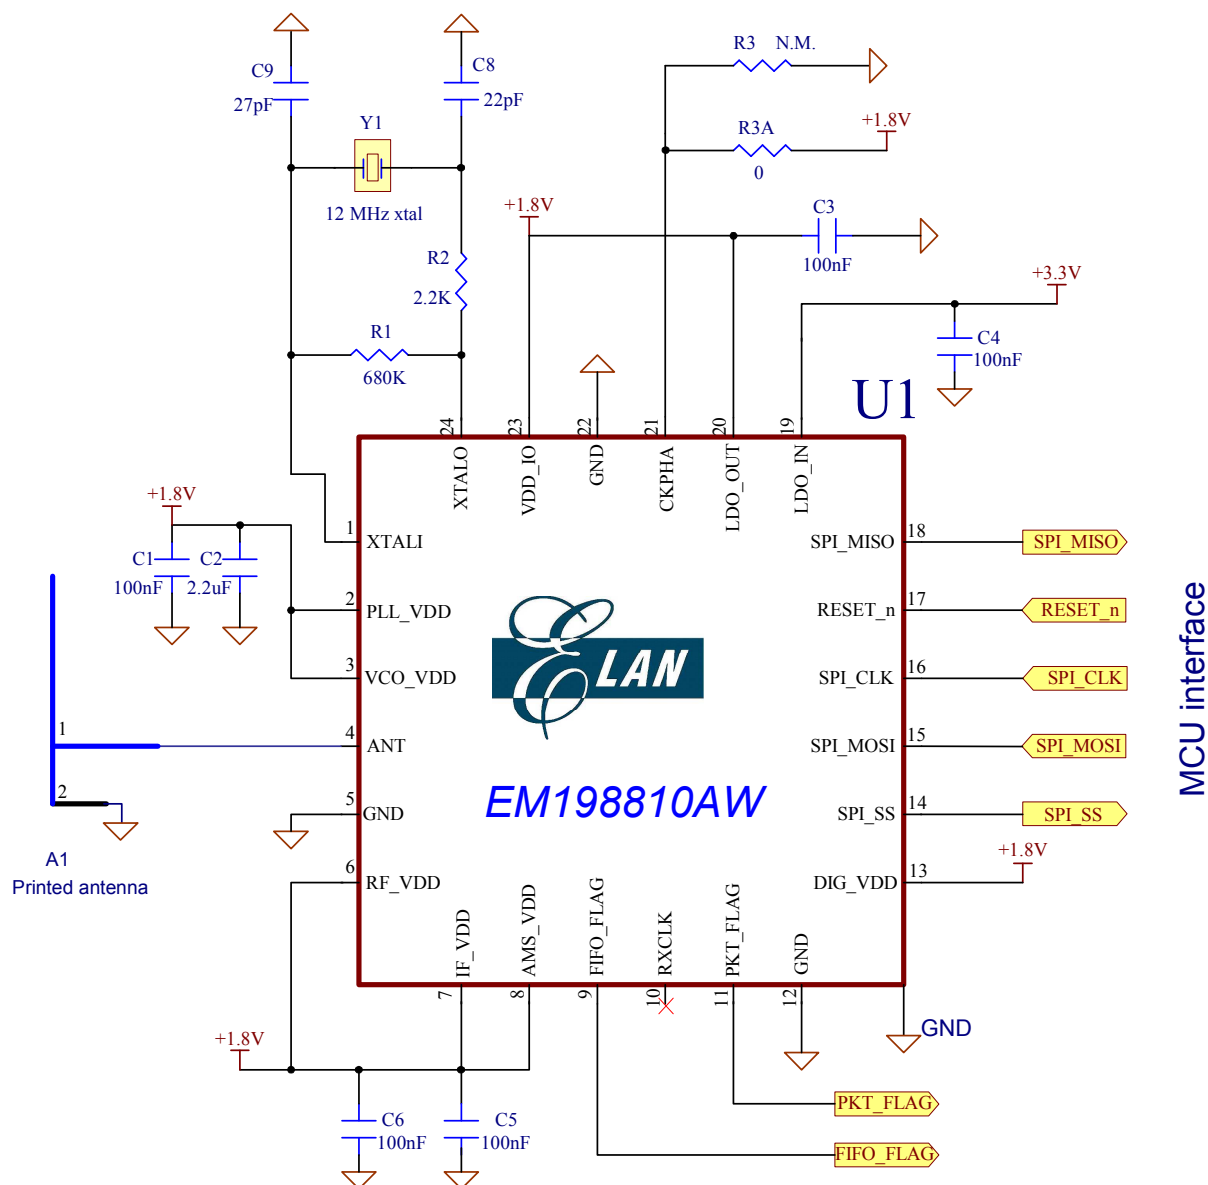 C9
27pF
C8
22pF
Y1
12 MHz xtal
R3 N.M.
R3A
0
+1.8V
+1.8V
C3
100nF
R2
2.2K
R1
680K
+3.3V
C4
100nF
U1
24
23
22
21
20
19
XTALO
VDD_IO
GND
CKPHA
LDO_OUT
LDO_IN
+1.8V
C1
100nF
C2
2.2uF
1 XTALI
2 PLL_VDD
3 VCO_VDD
4 ANT
5 GND
6 RF_VDD
1
2
A1
Printed antenna
ELAN
EM198810AW
SPI_MISO 18 SPI_MISO
RESET_n 17 RESET_n
SPI_CLK 16 SPI_CLK
SPI_MOSI 15 SPI_MOSI
SPI_SS 14 SPI_SS
DIG_VDD 13 +1.8V
MCU interface
IF_VDD
AMS_VDD
FIFO_FLAG
RXCLK
PKT_FLAG
GND
7
8
9
10
11
12
GND
+1.8V
C6
100nF
C5
100nF
PKT_FLAG
FIFO_FLAG